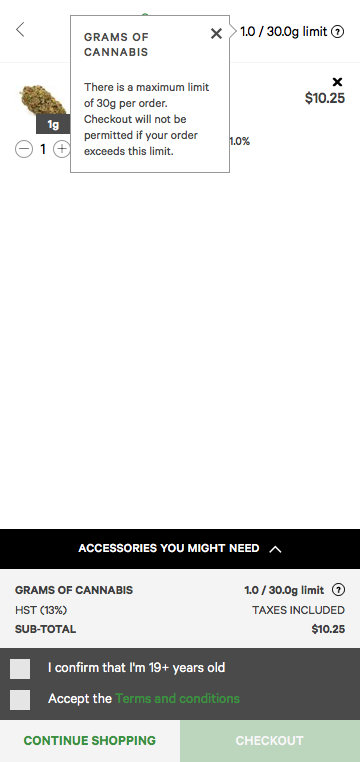 GRAMS OF
CANNABIS
There is a maximum limit
of 30g per order.
Checkout will not be
permitted if your order
exceeds this limit.
1.0 / 30.0g limit ?
$10.25
1g
1
1.0%
ACCESSORIES YOU MIGHT NEED
GRAMS OF CANNABIS 1.0 / 30.0g limit ?
HST (13%) TAXES INCLUDED
SUB-TOTAL $10.25
I confirm that I'm 19+ years old
Accept the Terms and conditions
CONTINUE SHOPPING CHECKOUT